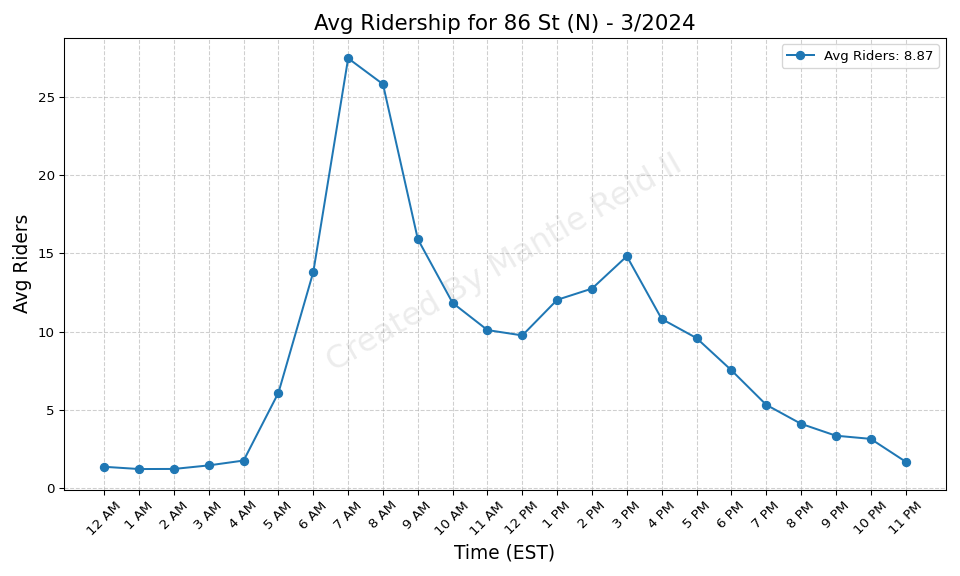 Avg Ridership for 86 St (N) - 3/2024
Avg Riders: 8.87
Avg Riders
25
20
15
10
5
0
Created By Mantie Reid II
12 AM
1 AM
2 AM
3 AM
4 AM
5 AM
6 AM
7 AM
8 AM
9 AM
10 AM
11 AM
12 PM
1 PM
2 PM
3 PM
4 PM
5 PM
6 PM
7 PM
8 PM
9 PM
10 PM
11 PM
Time (EST)